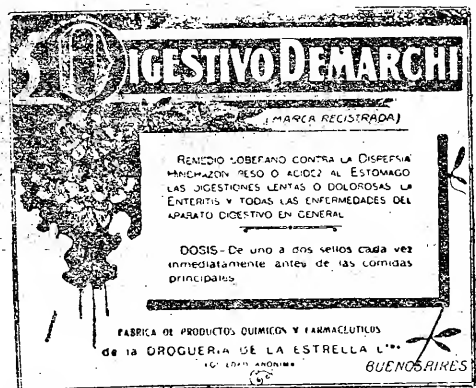 DIGESTIVO DEMARCHI
(MARCA REGISTRADA)
REMEDIO SOBERANO CONTRA LA DISPEPSIA
HINCHAZON PESO O ACIDEZ AL ESTOMAGO
LAS DIGESTIONES LENTAS O DOLOROSAS LA
ENTERITIS Y TODAS LAS ENFERMEDADES DEL
APARATO DIGESTIVO EN GENERAL
DOSIS - De uno a dos sellos cada vez
inmediatamente antes de las comidas
principales
FABRICA DE PRODUCTOS QUIMICOS Y FARMACEUTICOS
de la DROGUERIA DE LA ESTRELLA
BUENOS AIRES